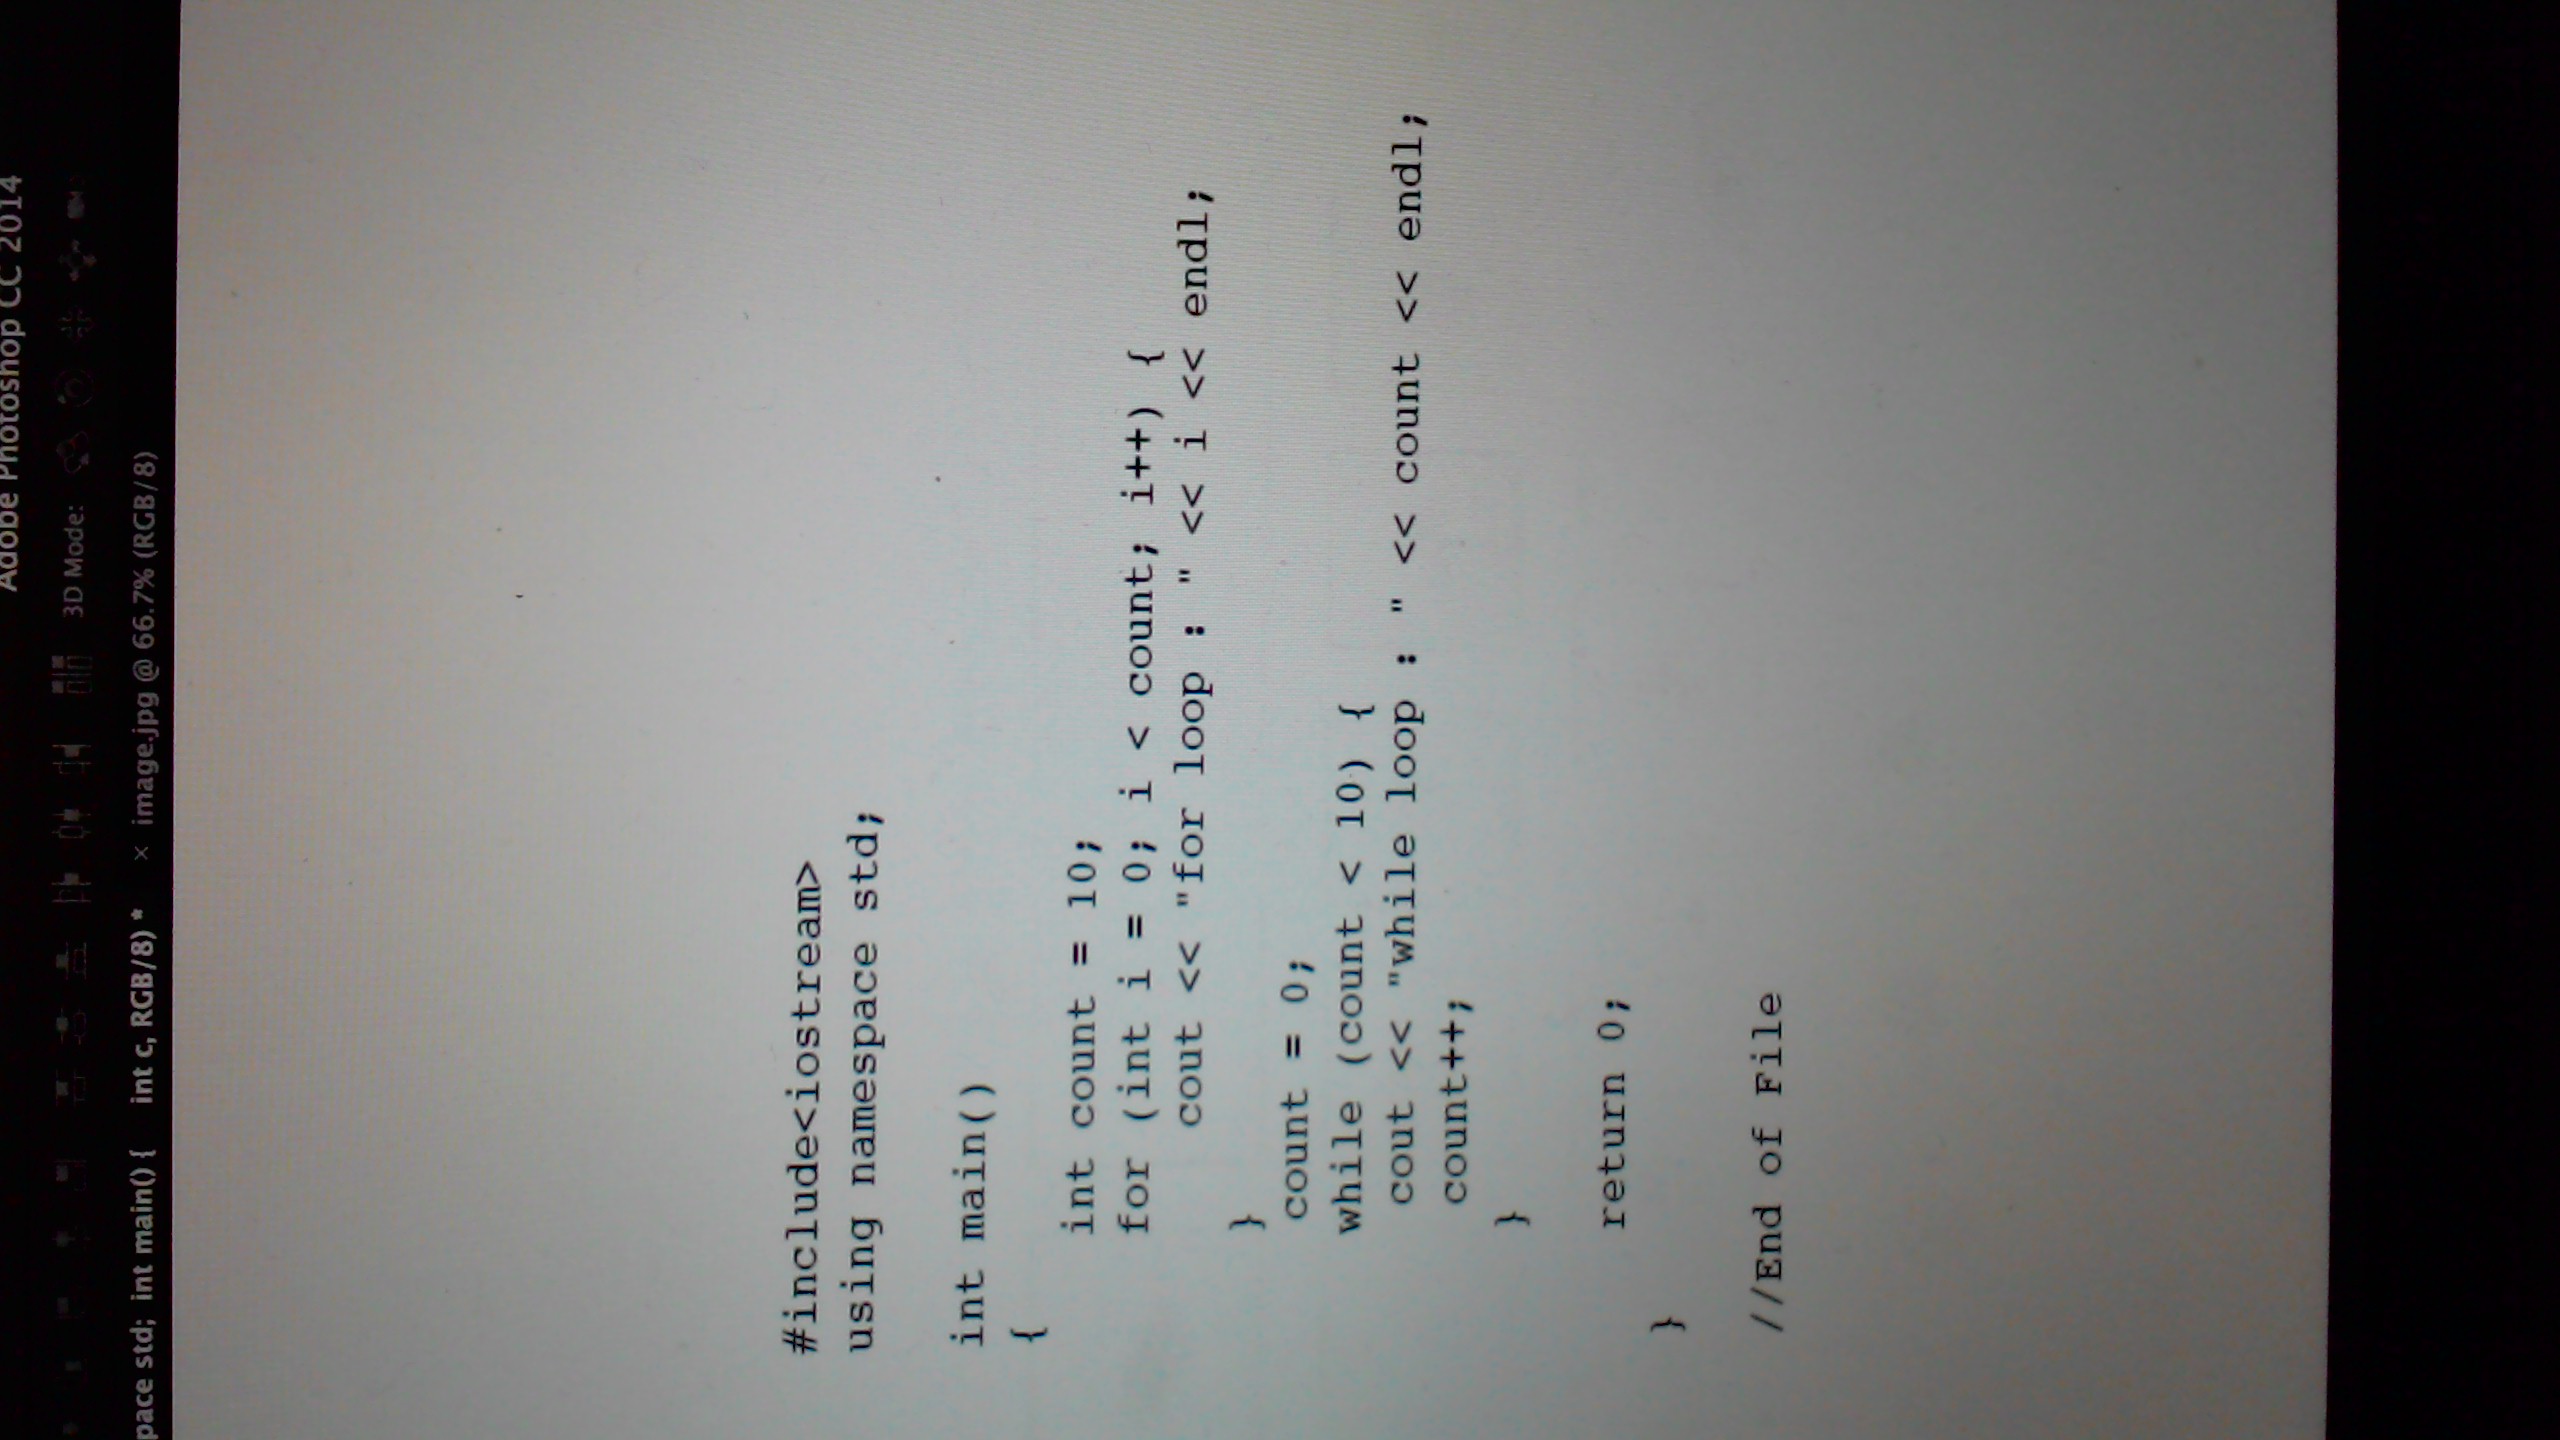 Adobe Photoshop CC 2014
3D Mode:
pace std; int main() { int c, RGB/8) * × image.jpg @ 66.7% (RGB/8)
#include<iostream>
using namespace std;
int main()
{
int count = 10;
for (int i = 0; i < count; i++) {
cout << "for loop : " << i << endl;
}
count = 0;
while (count < 10) {
cout << "while loop : " << count << endl;
count++;
}
return 0;
}
//End of File